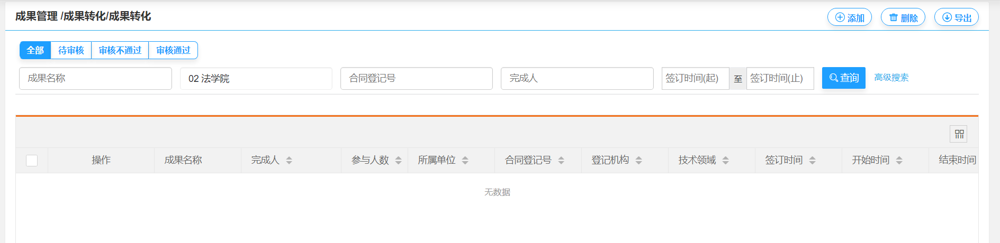 成果管理 /成果转化/成果转化
添加 删除 导出
全部 待审核 审核不通过 审核通过
成果名称 02 法学院 合同登记号 完成人 签订时间(起) 至 签订时间(止) 查询 高级搜索
操作 成果名称 完成人 参与人数 所属单位 合同登记号 登记机构 技术领域 签订时间 开始时间 结束时间
无数据